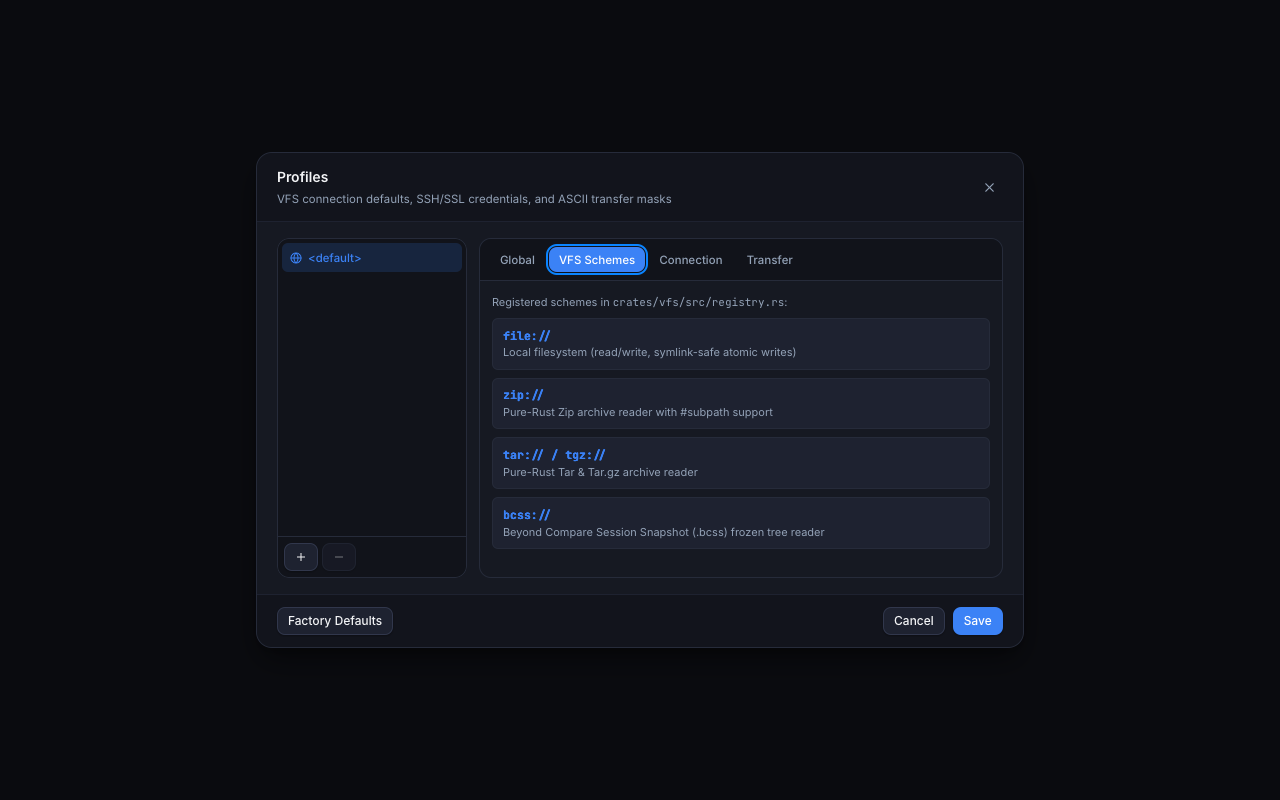 Profiles
VFS connection defaults, SSH/SSL credentials, and ASCII transfer masks
<default>
Global
VFS Schemes
Connection
Transfer
Registered schemes in crates/vfs/src/registry.rs:
file://
Local filesystem (read/write, symlink-safe atomic writes)
zip://
Pure-Rust Zip archive reader with #subpath support
tar:// / tgz://
Pure-Rust Tar & Tar.gz archive reader
bcss://
Beyond Compare Session Snapshot (.bcss) frozen tree reader
Factory Defaults
Cancel
Save